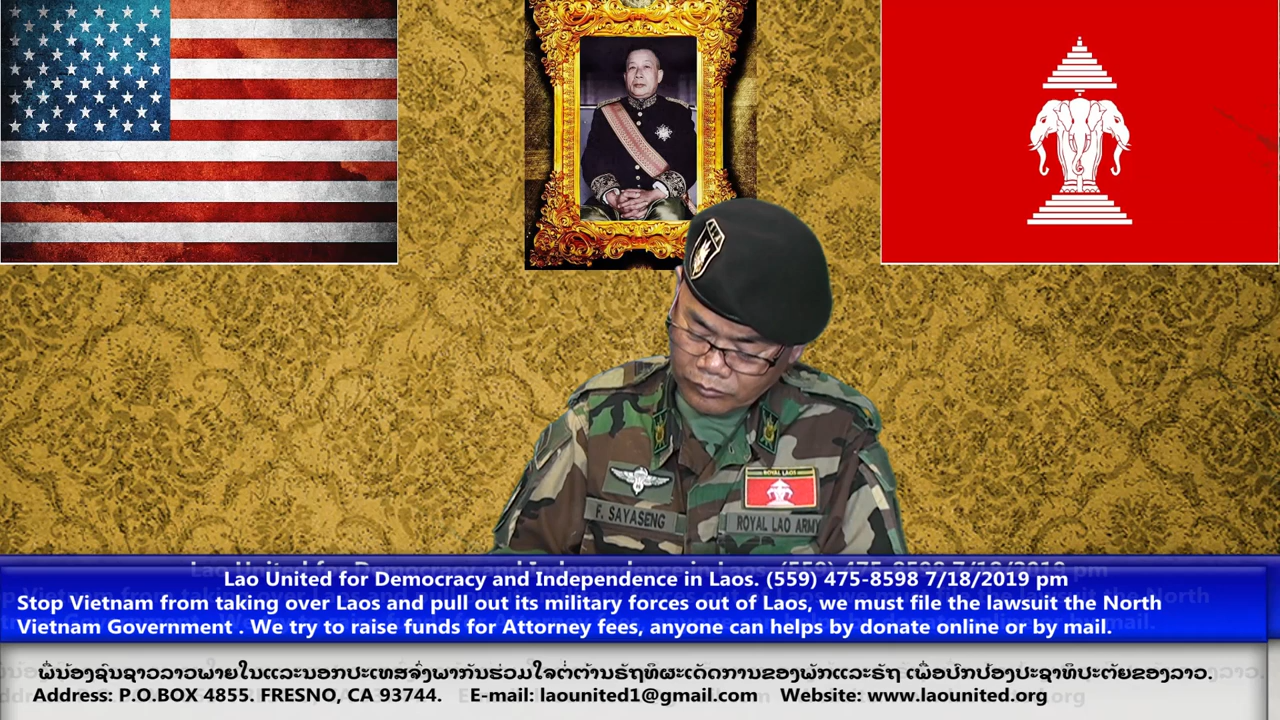 F. SAYASENG
ROYAL LAOS
ROYAL LAO ARMY
Lao United for Democracy and Independence in Laos. (559) 475-8598 7/18/2019 pm
Stop Vietnam from taking over Laos and pull out its military forces out of Laos, we must file the lawsuit the North
Vietnam Government . We try to raise funds for Attorney fees, anyone can helps by donate online or by mail.
ພີ່ນ້ອງຊົນຊາວລາວພາຍໃນແລະນອກປະເທສຈົ່ງພາກັນຮ່ວມໃຈຕໍ່ຕ້ານຣັຖທິຜະເດັດການຂອງພັກແລະຣັຖ ເພື່ອປົກປ້ອງປະຊາທິປະຕັຍຂອງລາວ.
Address: P.O.BOX 4855. FRESNO, CA 93744. E-mail: laounited1@gmail.com Website: www.laounited.org